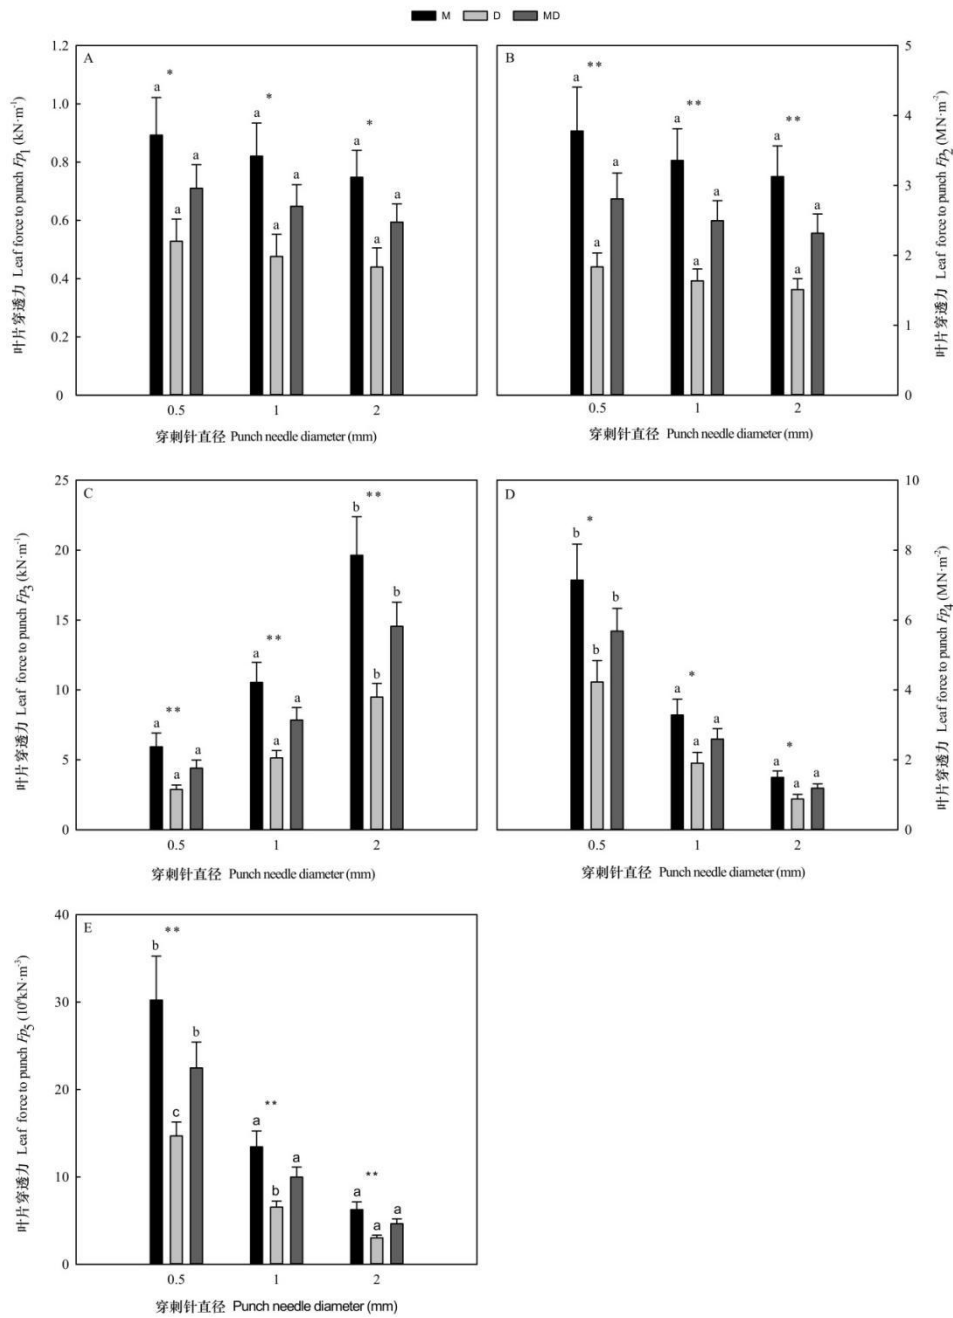 M D MD
A
叶片穿透力 Leaf force to punch Fp1 (kN·m-1)
1.2
1.0
0.8
0.6
0.4
0.2
0
a * a a
a * a a
a * a a
0.5 1 2
穿刺针直径 Punch needle diameter (mm)
B
叶片穿透力 Leaf force to punch Fp2 (MN·m-2)
5
4
3
2
1
0
a ** a a
a ** a a
a ** a a
0.5 1 2
穿刺针直径 Punch needle diameter (mm)
C
叶片穿透力 Leaf force to punch Fp3 (kN·m-1)
25
20
15
10
5
0
a ** a a
a ** a a
b ** b b
0.5 1 2
穿刺针直径 Punch needle diameter (mm)
D
叶片穿透力 Leaf force to punch Fp4 (MN·m-2)
10
8
6
4
2
0
b * b b
a * a a
a * a a
0.5 1 2
穿刺针直径 Punch needle diameter (mm)
E
叶片穿透力 Leaf force to punch Fp5 (10⁶kN·m-3)
40
30
20
10
0
b ** c b
a ** b a
a ** a a
0.5 1 2
穿刺针直径 Punch needle diameter (mm)